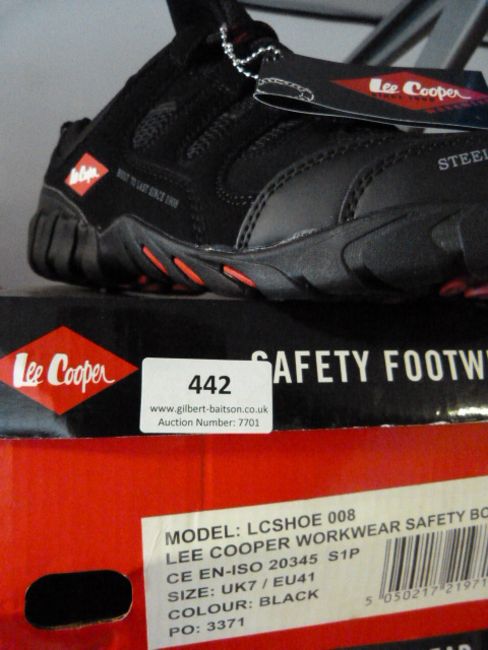 Lee Cooper
SINCE 1908
Lee Cooper
BUILT TO LAST SINCE 1908
STEEL
Lee Cooper
SAFETY FOOTW
442
www.gilbert-baitson.co.uk
Auction Number: 7701
MODEL: LCSHOE 008
LEE COOPER WORKWEAR SAFETY BO
CE EN-ISO 20345 S1P
SIZE: UK7 / EU41
COLOUR: BLACK
PO: 3371
5 050217 21971